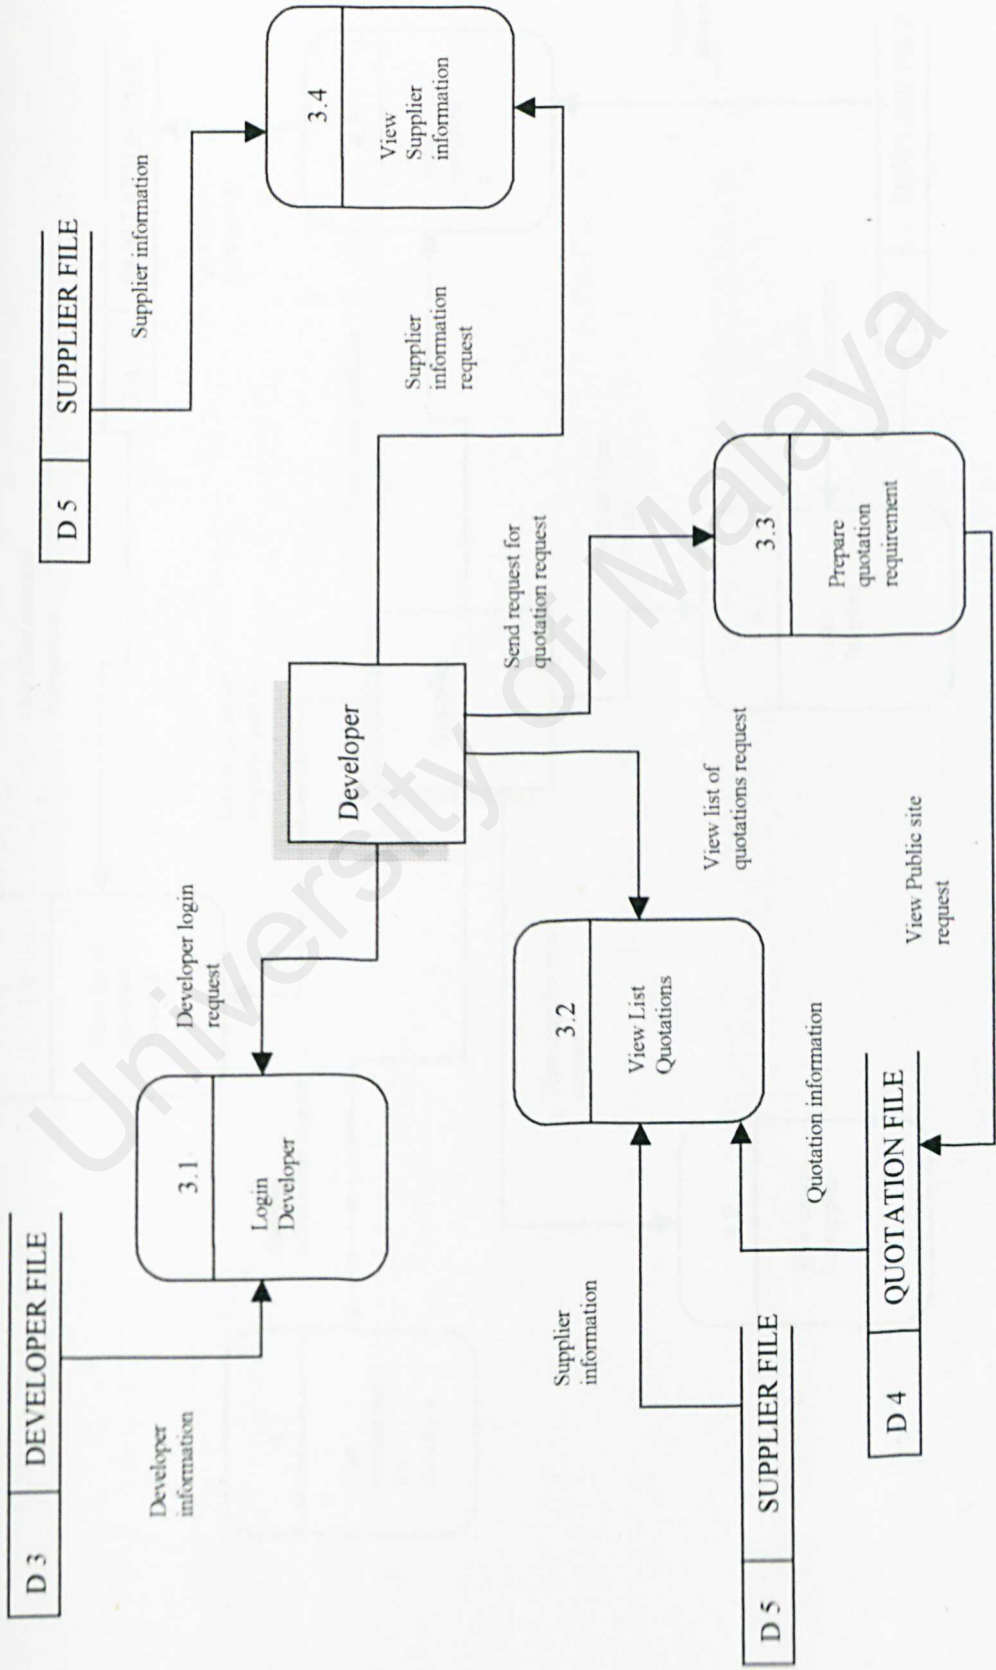 D 3 DEVELOPER FILE
Developer
information
3.1
Login
Developer
Developer login
request
Developer
D 5 SUPPLIER FILE
Supplier information
3.4
View
Supplier
information
Supplier
information
request
Send request for
quotation request
3.3
Prepare
quotation
requirement
View list of
quotations request
3.2
View List
Quotations
Supplier
information
D 5 SUPPLIER FILE
Quotation information
D 4 QUOTATION FILE
View Public site
request
University of Malaya